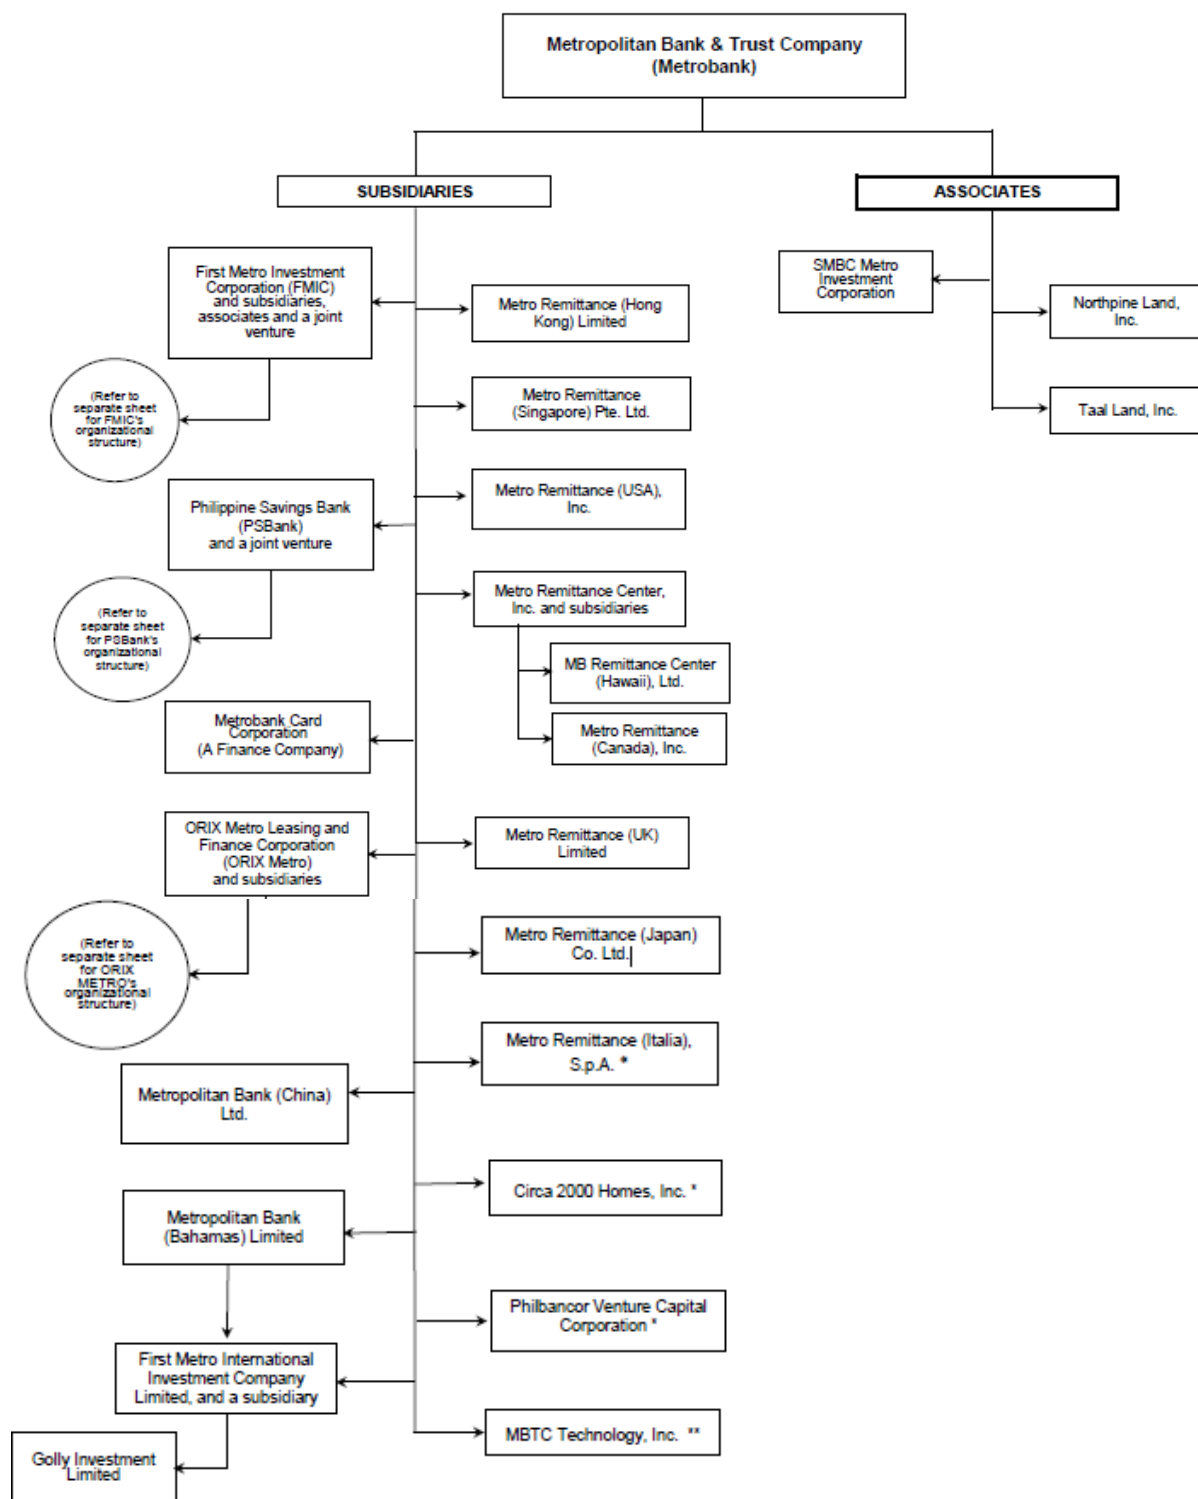 Metropolitan Bank & Trust Company
(Metrobank)
SUBSIDIARIES
ASSOCIATES
First Metro Investment
Corporation (FMIC)
and subsidiaries,
associates and a joint
venture
Metro Remittance (Hong
Kong) Limited
SMBC Metro
Investment
Corporation
Northpine Land,
Inc.
(Refer to
separate sheet
for FMIC's
organizational
structure)
Metro Remittance
(Singapore) Pte. Ltd.
Taal Land, Inc.
Philippine Savings Bank
(PSBank)
and a joint venture
Metro Remittance (USA),
Inc.
(Refer to
separate sheet
for PSBank's
organizational
structure)
Metro Remittance Center,
Inc. and subsidiaries
MB Remittance Center
(Hawaii), Ltd.
Metro Remittance
(Canada), Inc.
Metrobank Card
Corporation
(A Finance Company)
ORIX Metro Leasing and
Finance Corporation
(ORIX Metro)
and subsidiaries
Metro Remittance (UK)
Limited
(Refer to
separate sheet
for ORIX
METRO's
organizational
structure)
Metro Remittance (Japan)
Co. Ltd.
Metro Remittance (Italia),
S.p.A. *
Metropolitan Bank (China)
Ltd.
Circa 2000 Homes, Inc. *
Metropolitan Bank
(Bahamas) Limited
Philbancor Venture Capital
Corporation *
First Metro International
Investment Company
Limited, and a subsidiary
MBTC Technology, Inc. **
Golly Investment
Limited